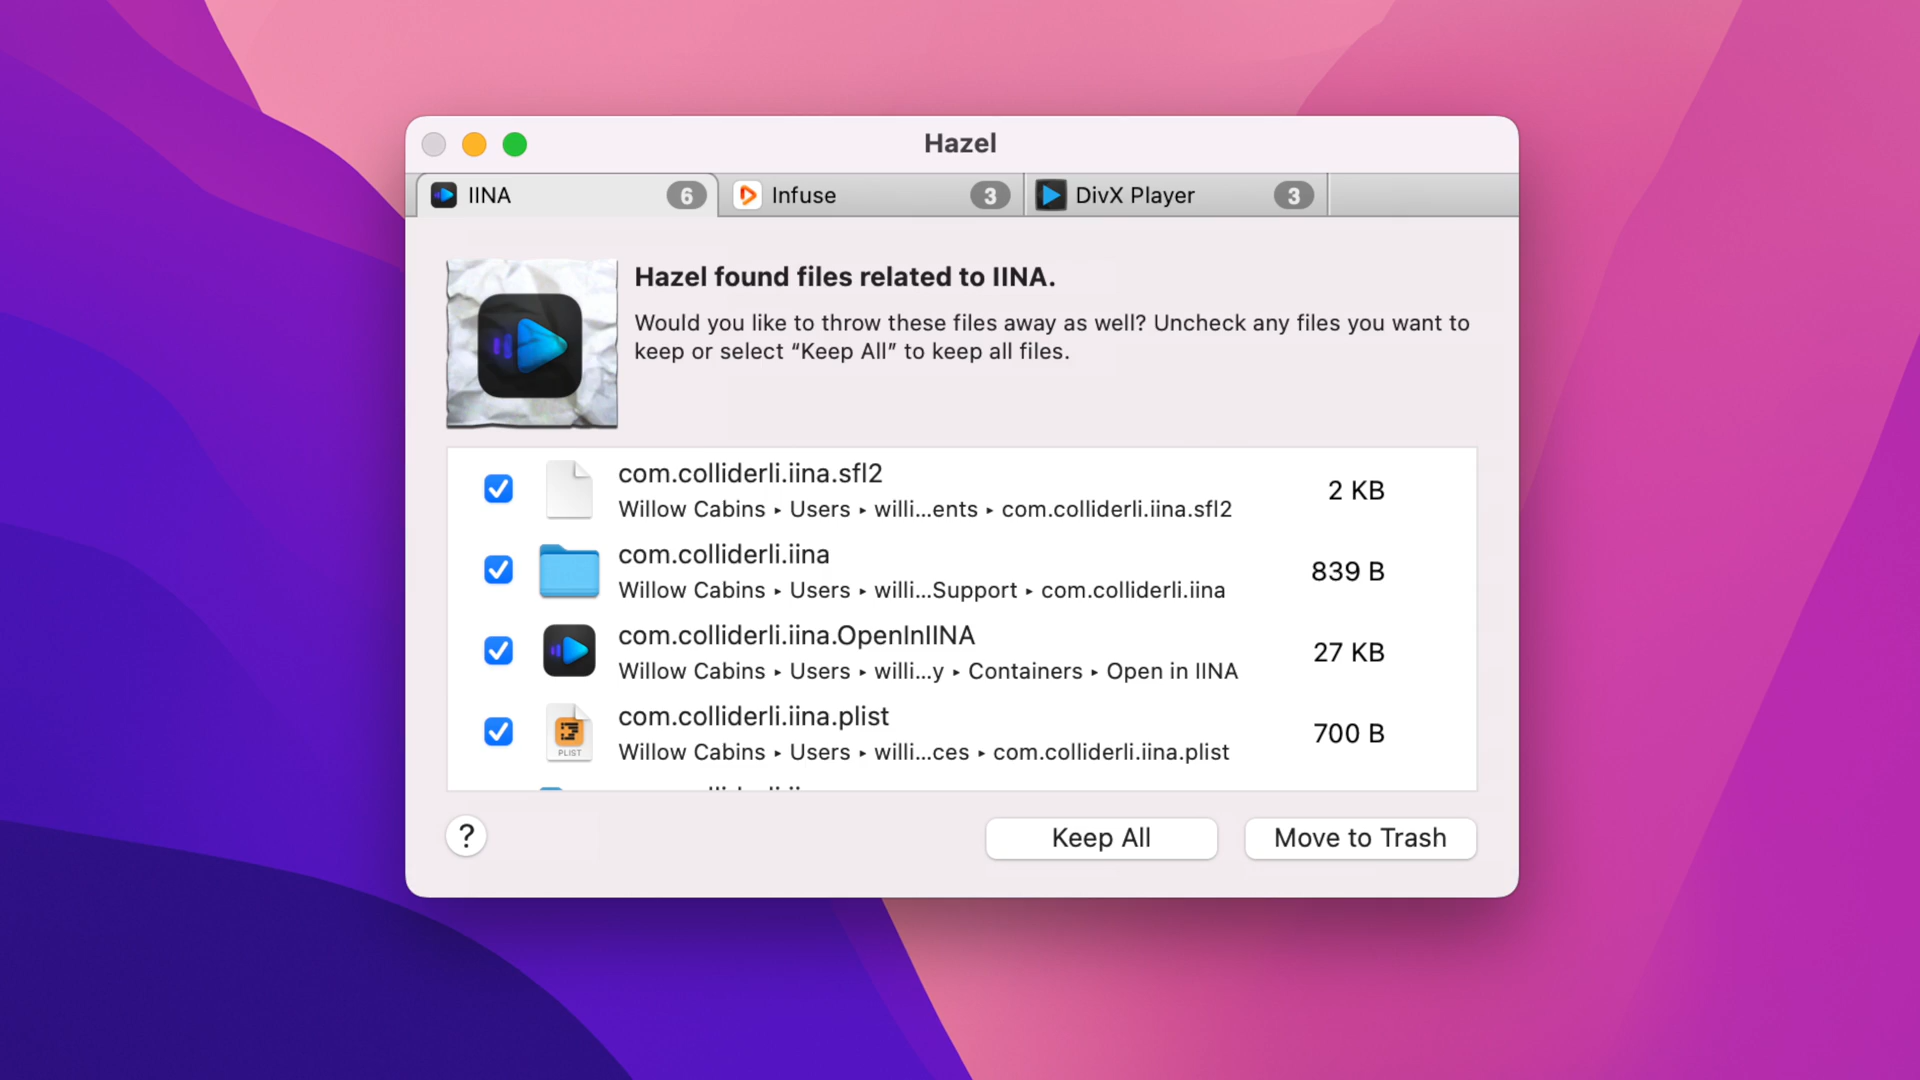 Hazel
IINA 6
Infuse 3
DivX Player 3
Hazel found files related to IINA.
Would you like to throw these files away as well? Uncheck any files you want to
keep or select “Keep All” to keep all files.
com.colliderli.iina.sfl2
Willow Cabins ▸ Users ▸ willi...ents ▸ com.colliderli.iina.sfl2
2 KB
com.colliderli.iina
Willow Cabins ▸ Users ▸ willi...Support ▸ com.colliderli.iina
839 B
com.colliderli.iina.OpenInIINA
Willow Cabins ▸ Users ▸ willi...y ▸ Containers ▸ Open in IINA
27 KB
PLIST
com.colliderli.iina.plist
Willow Cabins ▸ Users ▸ willi...ces ▸ com.colliderli.iina.plist
700 B
?
Keep All
Move to Trash